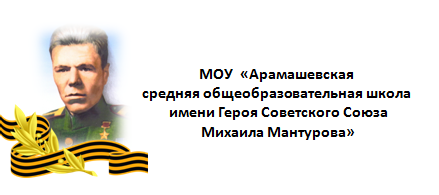 МОУ «Арамашевская
средняя общеобразовательная школа
имени Героя Советского Союза
Михаила Мантурова»